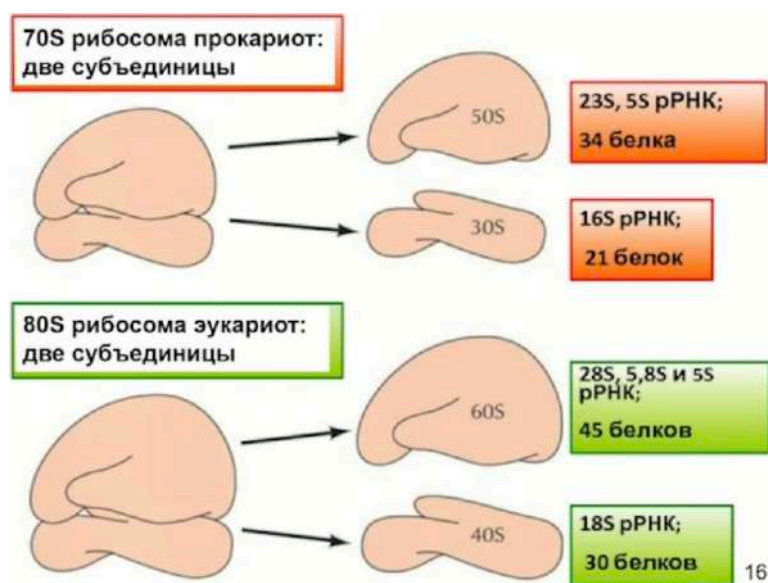 70S рибосома прокариот:
две субъединицы
50S
23S, 5S рРНК;
34 белка
30S
16S рРНК;
21 белок
80S рибосома эукариот:
две субъединицы
60S
28S, 5,8S и 5S
рРНК;
45 белков
40S
18S рРНК;
30 белков
16